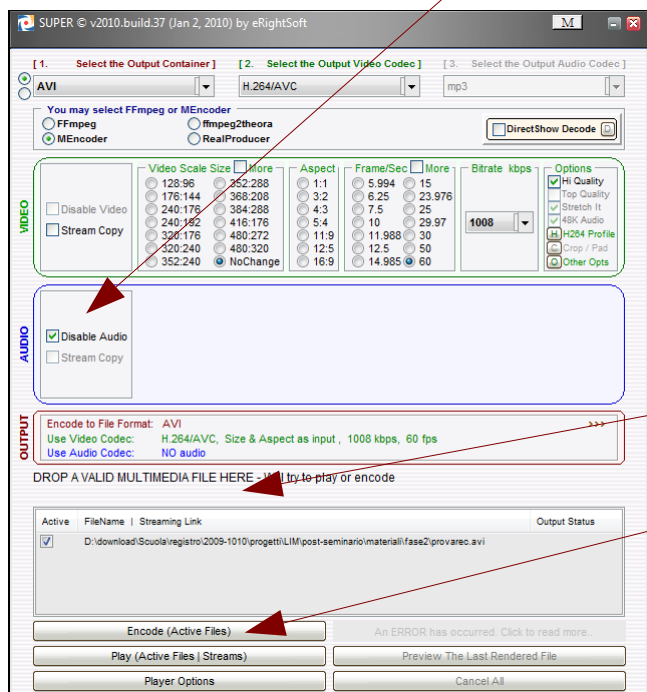 SUPER © v2010.build.37 (Jan 2, 2010) by eRightSoft
M
[ 1. Select the Output Container ] [ 2. Select the Output Video Codec ] [ 3. Select the Output Audio Codec ]
AVI H.264/AVC mp3
You may select FFmpeg or MEncoder
FFmpeg ffmpeg2theora
MEncoder RealProducer
DirectShow Decode D
VIDEO
Disable Video
Stream Copy
Video Scale Size More
128:96 352:288
176:144 368:208
240:176 384:288
240:192 416:176
320:176 480:272
320:240 480:320
352:240 NoChange
Aspect
1:1
3:2
4:3
5:4
11:9
12:5
16:9
Frame/Sec More
5.994 15
6.25 23.976
7.5 25
10 29.97
11.988 30
12.5 50
14.985 60
Bitrate kbps
1008
Options
Hi Quality
Top Quality
Stretch It
48K Audio
H H264 Profile
C Crop / Pad
O Other Opts
AUDIO
Disable Audio
Stream Copy
OUTPUT
Encode to File Format: AVI >>>
Use Video Codec: H.264/AVC, Size & Aspect as input , 1008 kbps, 60 fps
Use Audio Codec: NO audio
DROP A VALID MULTIMEDIA FILE HERE - Will try to play or encode
Active FileName | Streaming Link Output Status
D:\download\Scuola\registro\2009-1010\progetti\LIM\post-seminario\materiali\fase2\provarec.avi
Encode (Active Files) An ERROR has occurred. Click to read more..
Play (Active Files | Streams) Preview The Last Rendered File
Player Options Cancel All